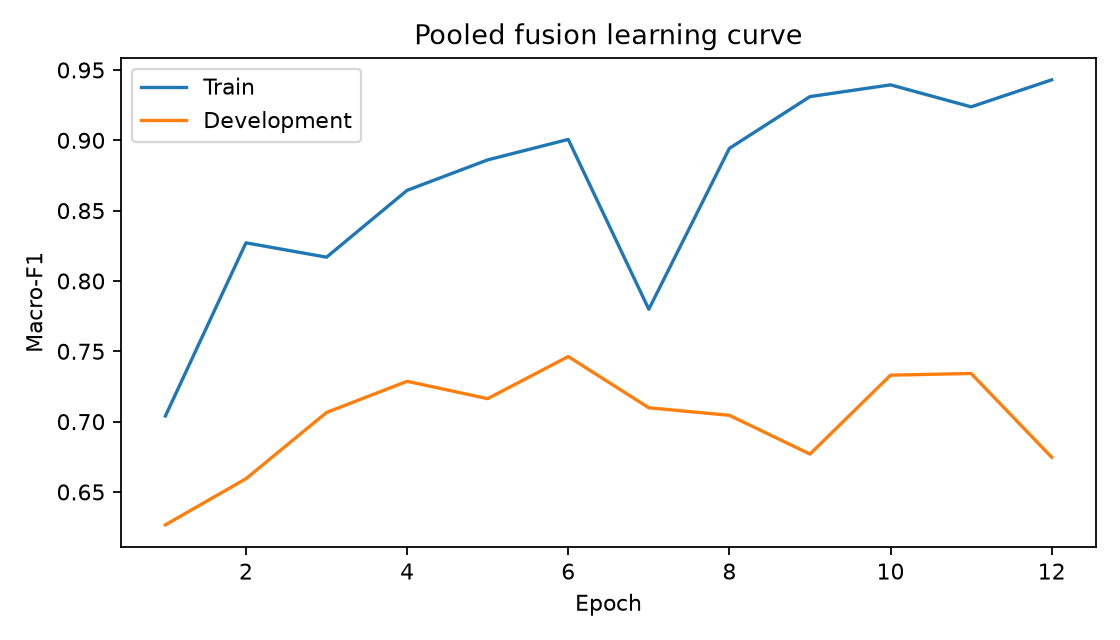 Pooled fusion learning curve
Train
Development
Macro-F1
0.95
0.90
0.85
0.80
0.75
0.70
0.65
2 4 6 8 10 12
Epoch